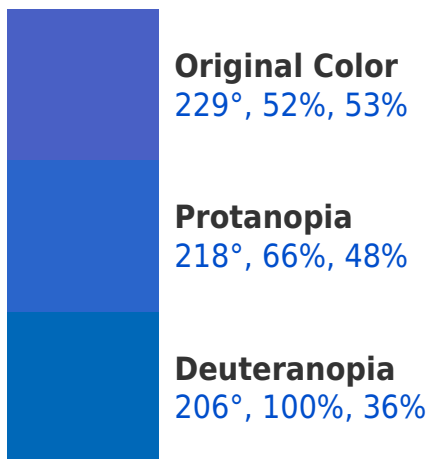 Original Color
229°, 52%, 53%
Protanopia
218°, 66%, 48%
Deuteranopia
206°, 100%, 36%